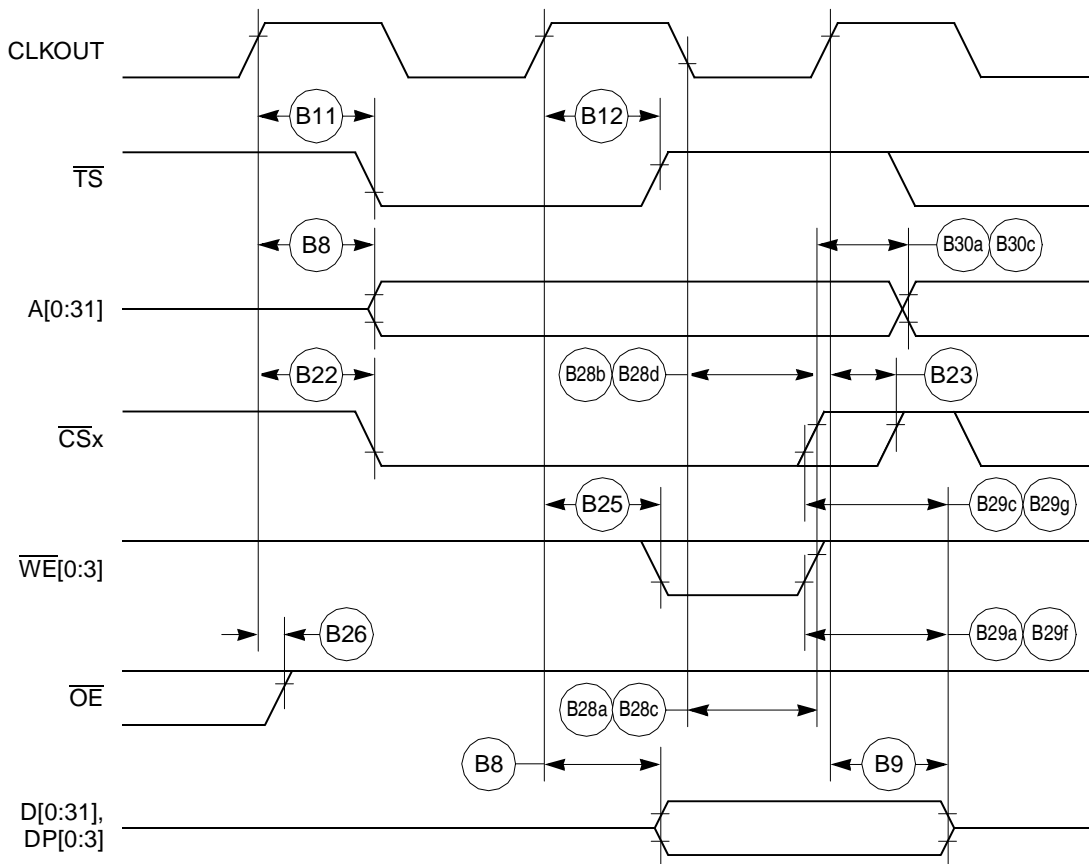 CLKOUT
B11
B12
TS
B8
B30a B30c
A[0:31]
B22
B28b B28d
B23
CSx
B25
B29c B29g
WE[0:3]
B26
B29a B29f
OE
B28a B28c
B8
B9
D[0:31],
DP[0:3]